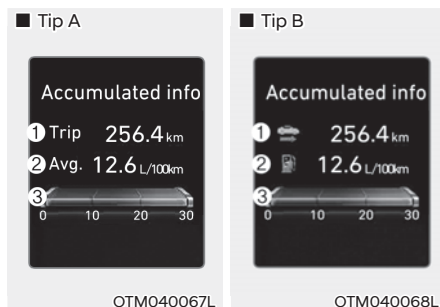 ■ Tip A
Accumulated info
① Trip 256.4 km
② Avg. 12.6 L/100km
③
0 10 20 30
OTM040067L
■ Tip B
Accumulated info
① 256.4 km
② 12.6 L/100km
③
0 10 20 30
OTM040068L